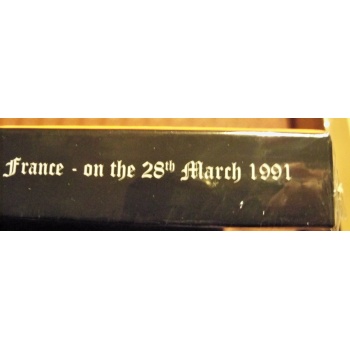 France - on the 28th March 1991